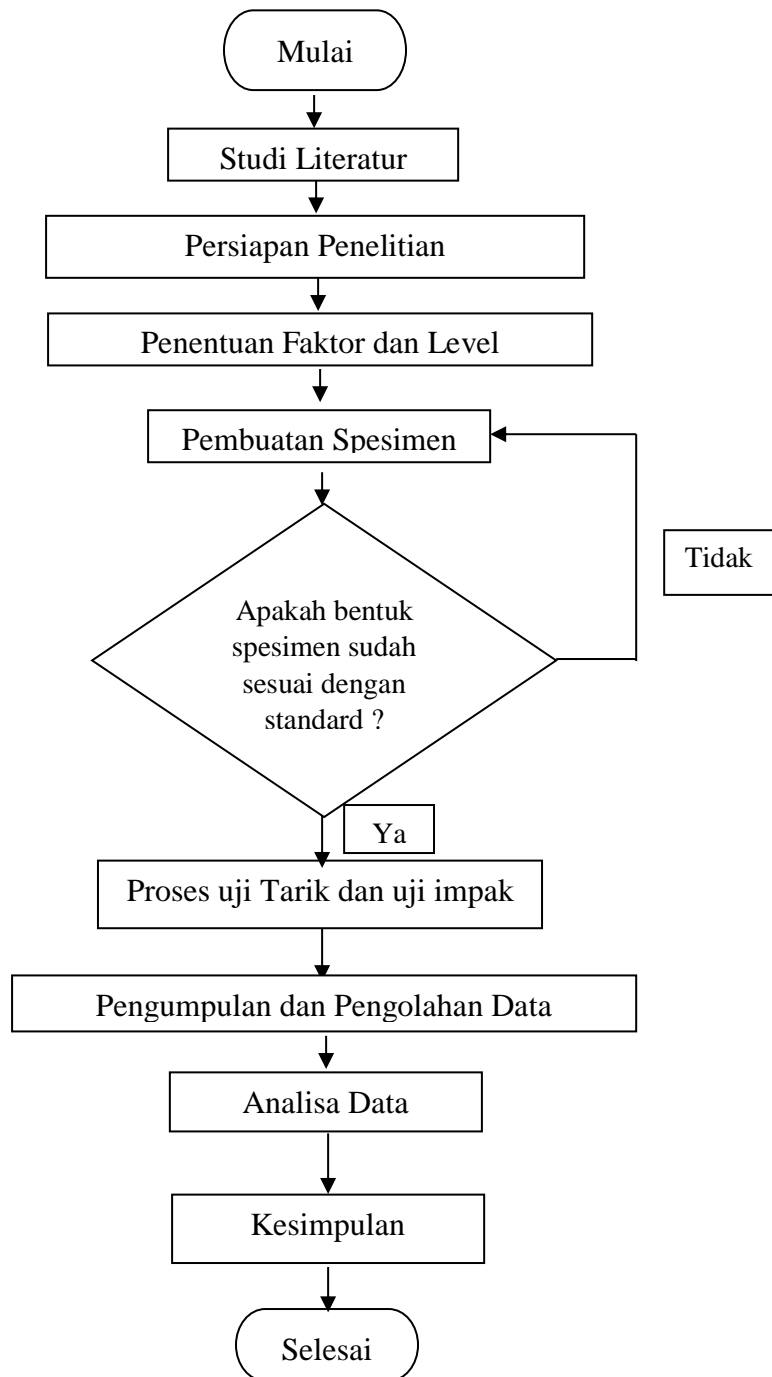 Mulai
Studi Literatur
Persiapan Penelitian
Penentuan Faktor dan Level
Pembuatan Spesimen
Tidak
Apakah bentuk
spesimen sudah
sesuai dengan
standard ?
Ya
Proses uji Tarik dan uji impak
Pengumpulan dan Pengolahan Data
Analisa Data
Kesimpulan
Selesai